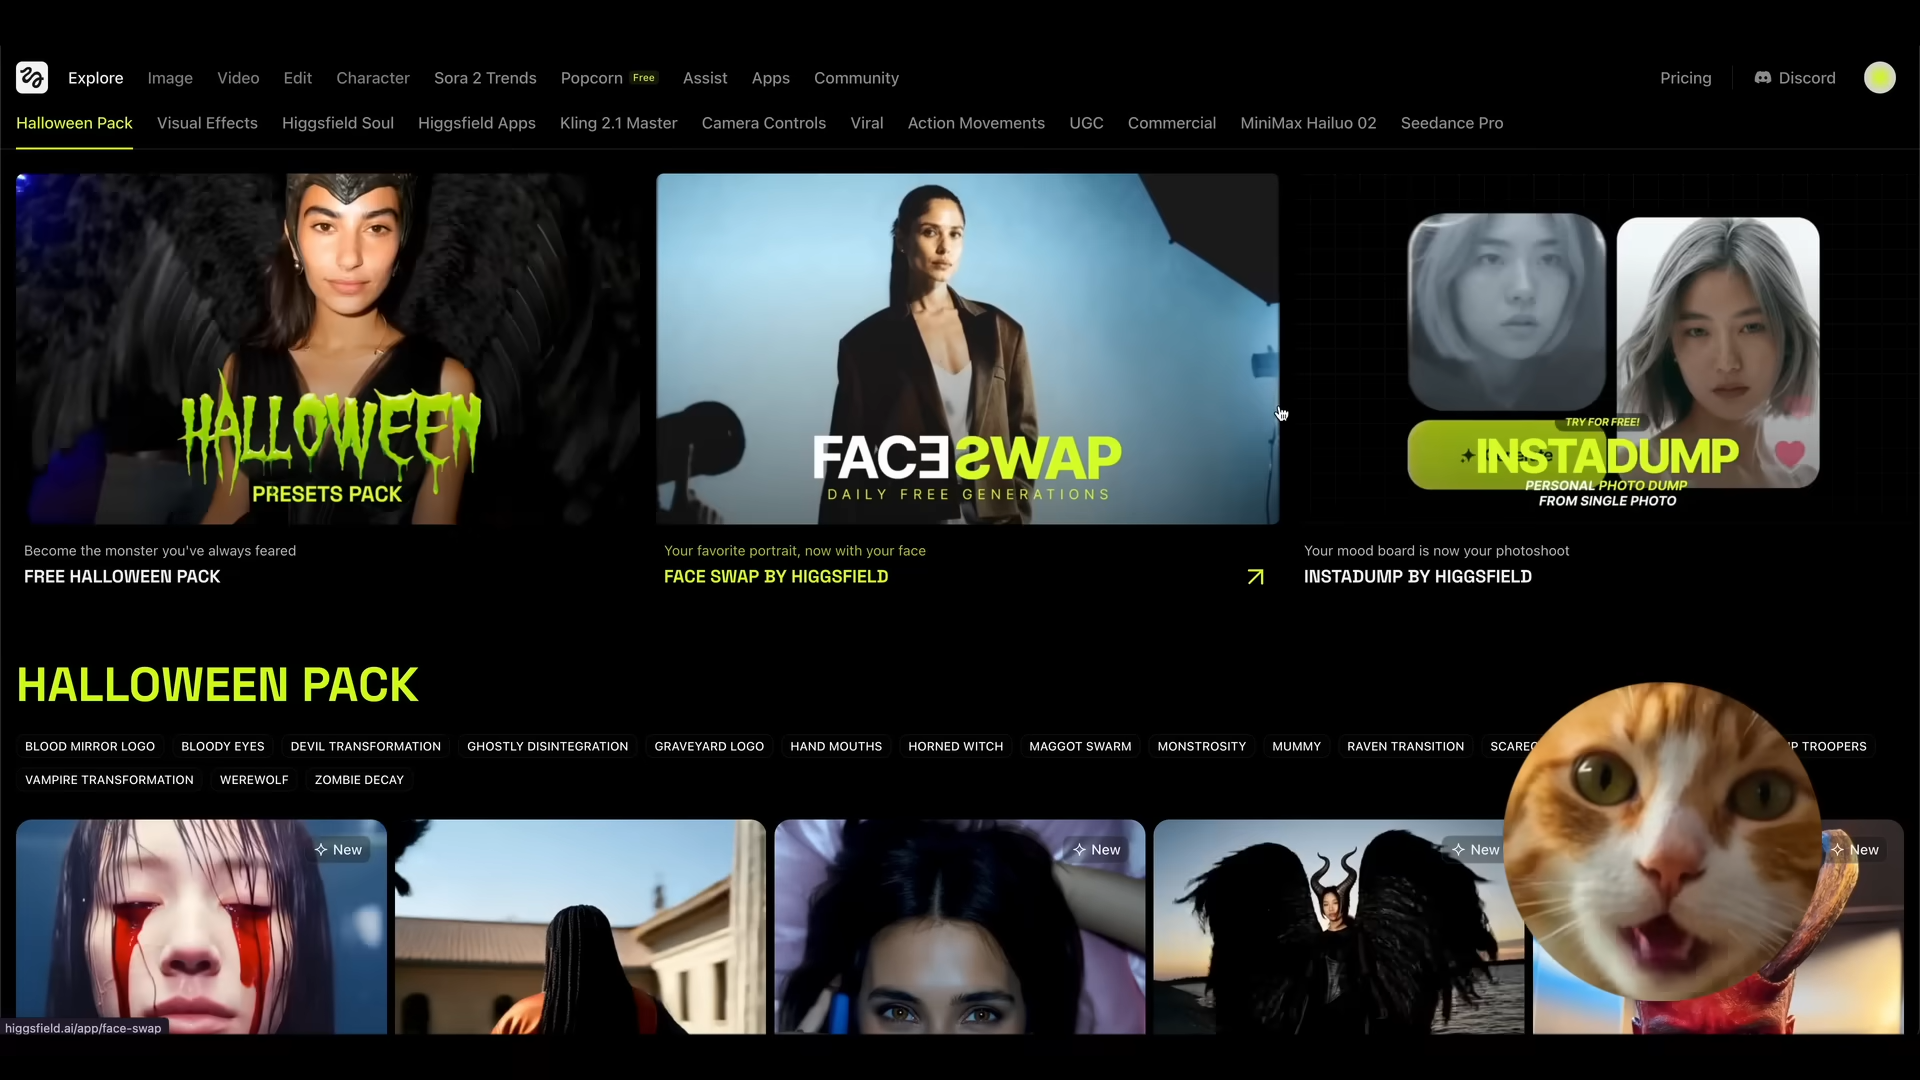 Explore Image Video Edit Character Sora 2 Trends Popcorn Free Assist Apps Community Pricing Discord
Halloween Pack Visual Effects Higgsfield Soul Higgsfield Apps Kling 2.1 Master Camera Controls Viral Action Movements UGC Commercial MiniMax Hailuo 02 Seedance Pro
HALLOWEEN
PRESETS PACK
FACE SWAP
DAILY FREE GENERATIONS
TRY FOR FREE!
INSTADUMP
PERSONAL PHOTO DUMP
FROM SINGLE PHOTO
Become the monster you've always feared
FREE HALLOWEEN PACK
Your favorite portrait, now with your face
FACE SWAP BY HIGGSFIELD
Your mood board is now your photoshoot
INSTADUMP BY HIGGSFIELD
HALLOWEEN PACK
BLOOD MIRROR LOGO BLOODY EYES DEVIL TRANSFORMATION GHOSTLY DISINTEGRATION GRAVEYARD LOGO HAND MOUTHS HORNED WITCH MAGGOT SWARM MONSTROSITY MUMMY RAVEN TRANSITION TROOPERS
VAMPIRE TRANSFORMATION WEREWOLF ZOMBIE DECAY
New New New New
higgsfield.ai/app/face-swap